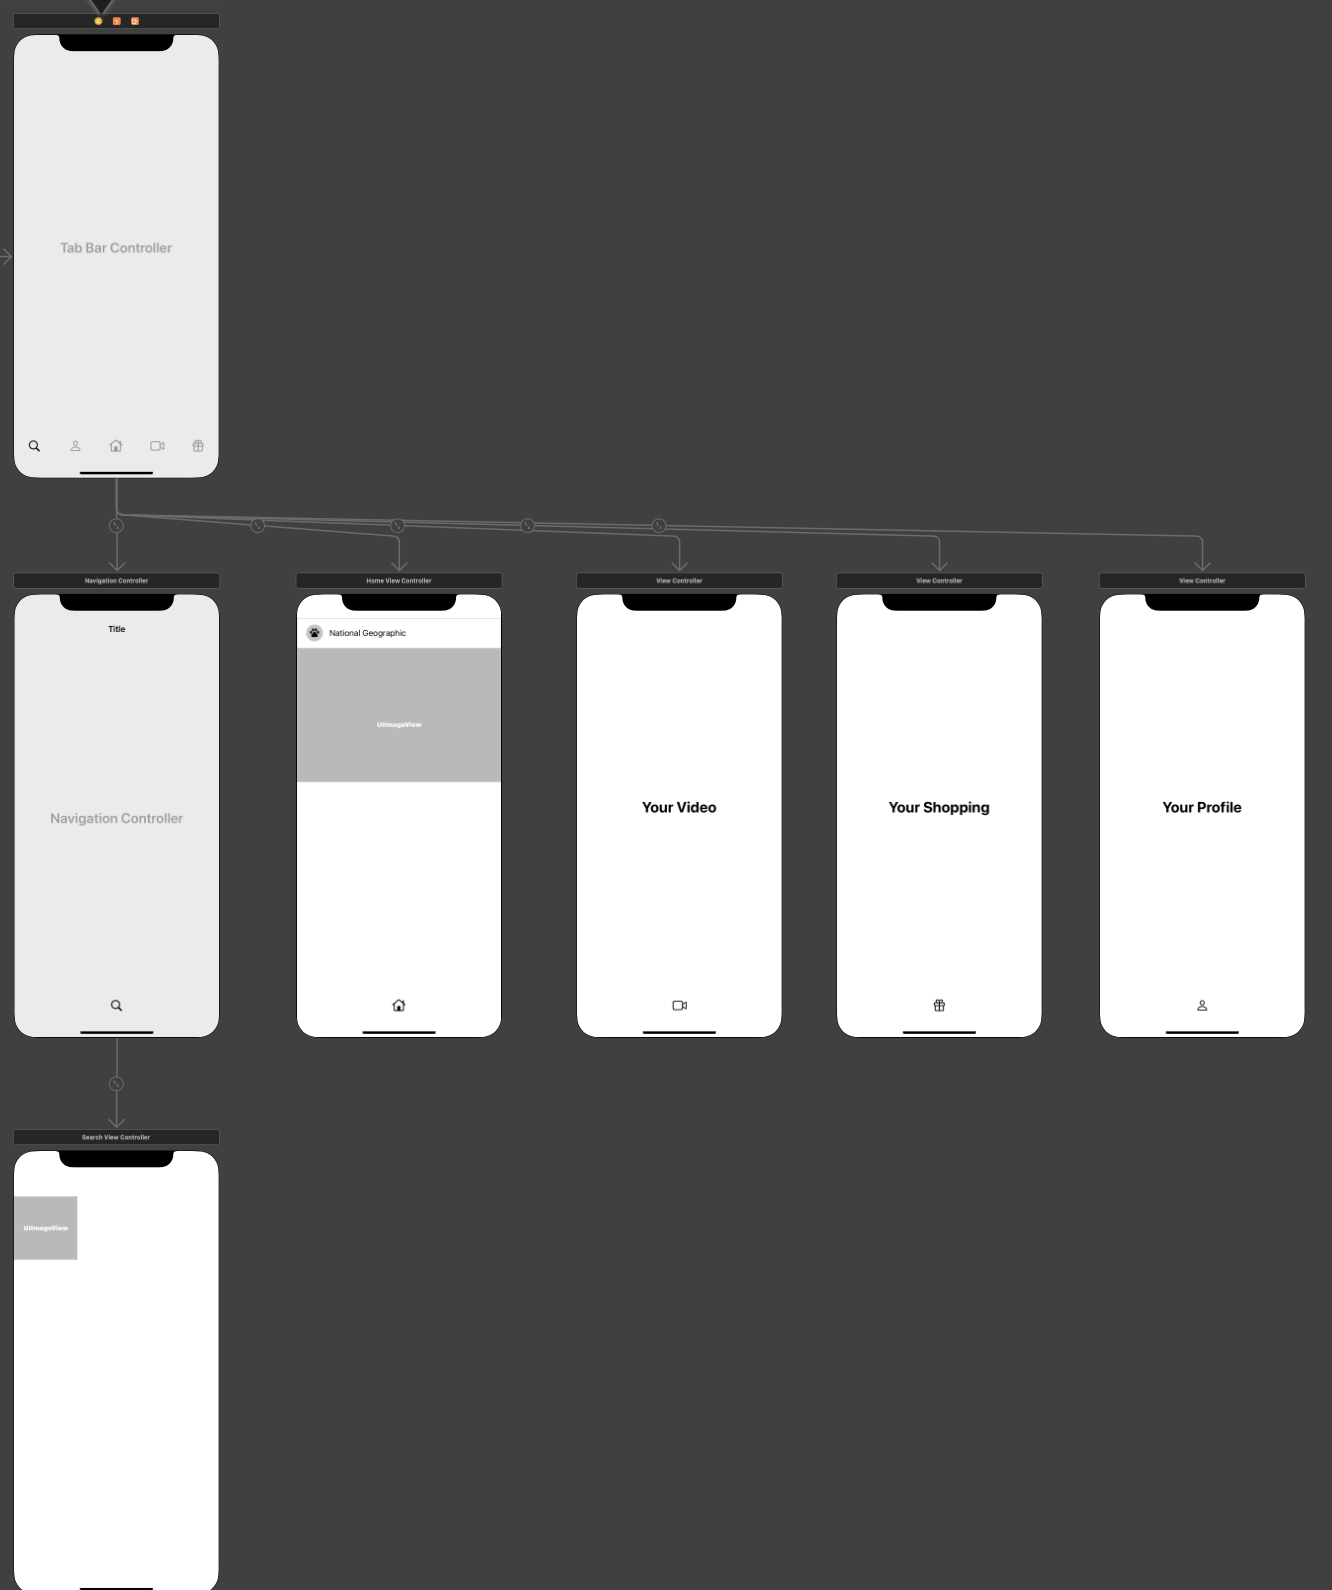 Tab Bar Controller
Navigation Controller
Title
Navigation Controller
Home View Controller
National Geographic
UIImageView
View Controller
Your Video
View Controller
Your Shopping
View Controller
Your Profile
Search View Controller
UIImageView